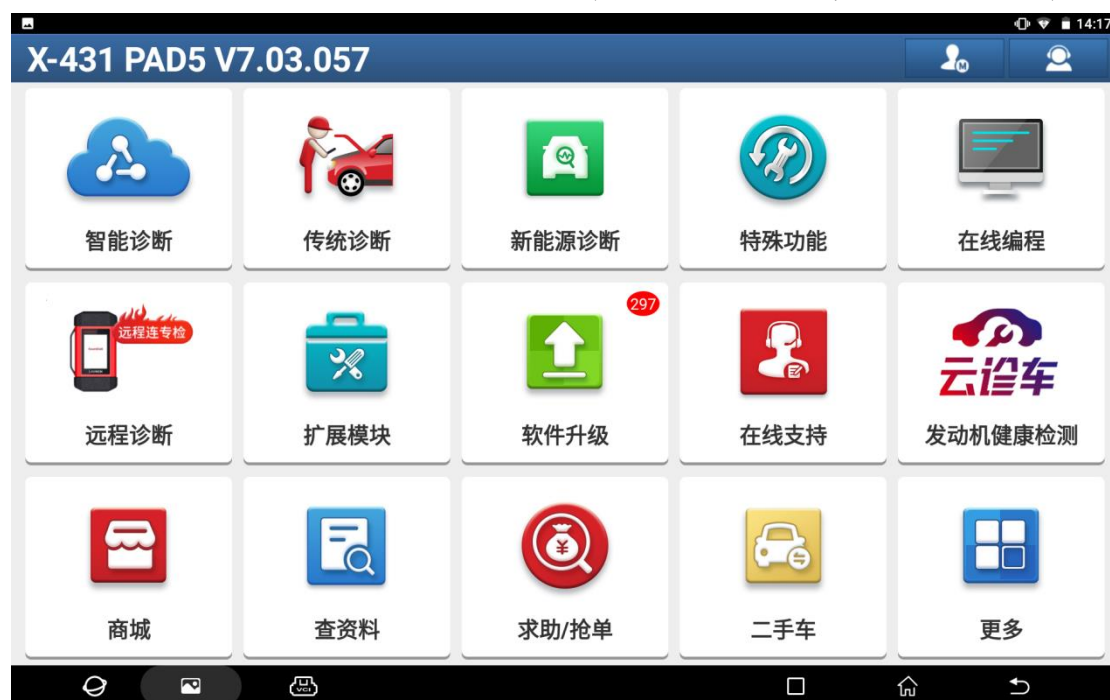 14:17
X-431 PAD5 V7.03.057
M
智能诊断
传统诊断
新能源诊断
特殊功能
在线编程
远程连专检
297
云诊车
远程诊断
扩展模块
软件升级
在线支持
发动机健康检测
¥
商城
查资料
求助/抢单
二手车
更多
VCI